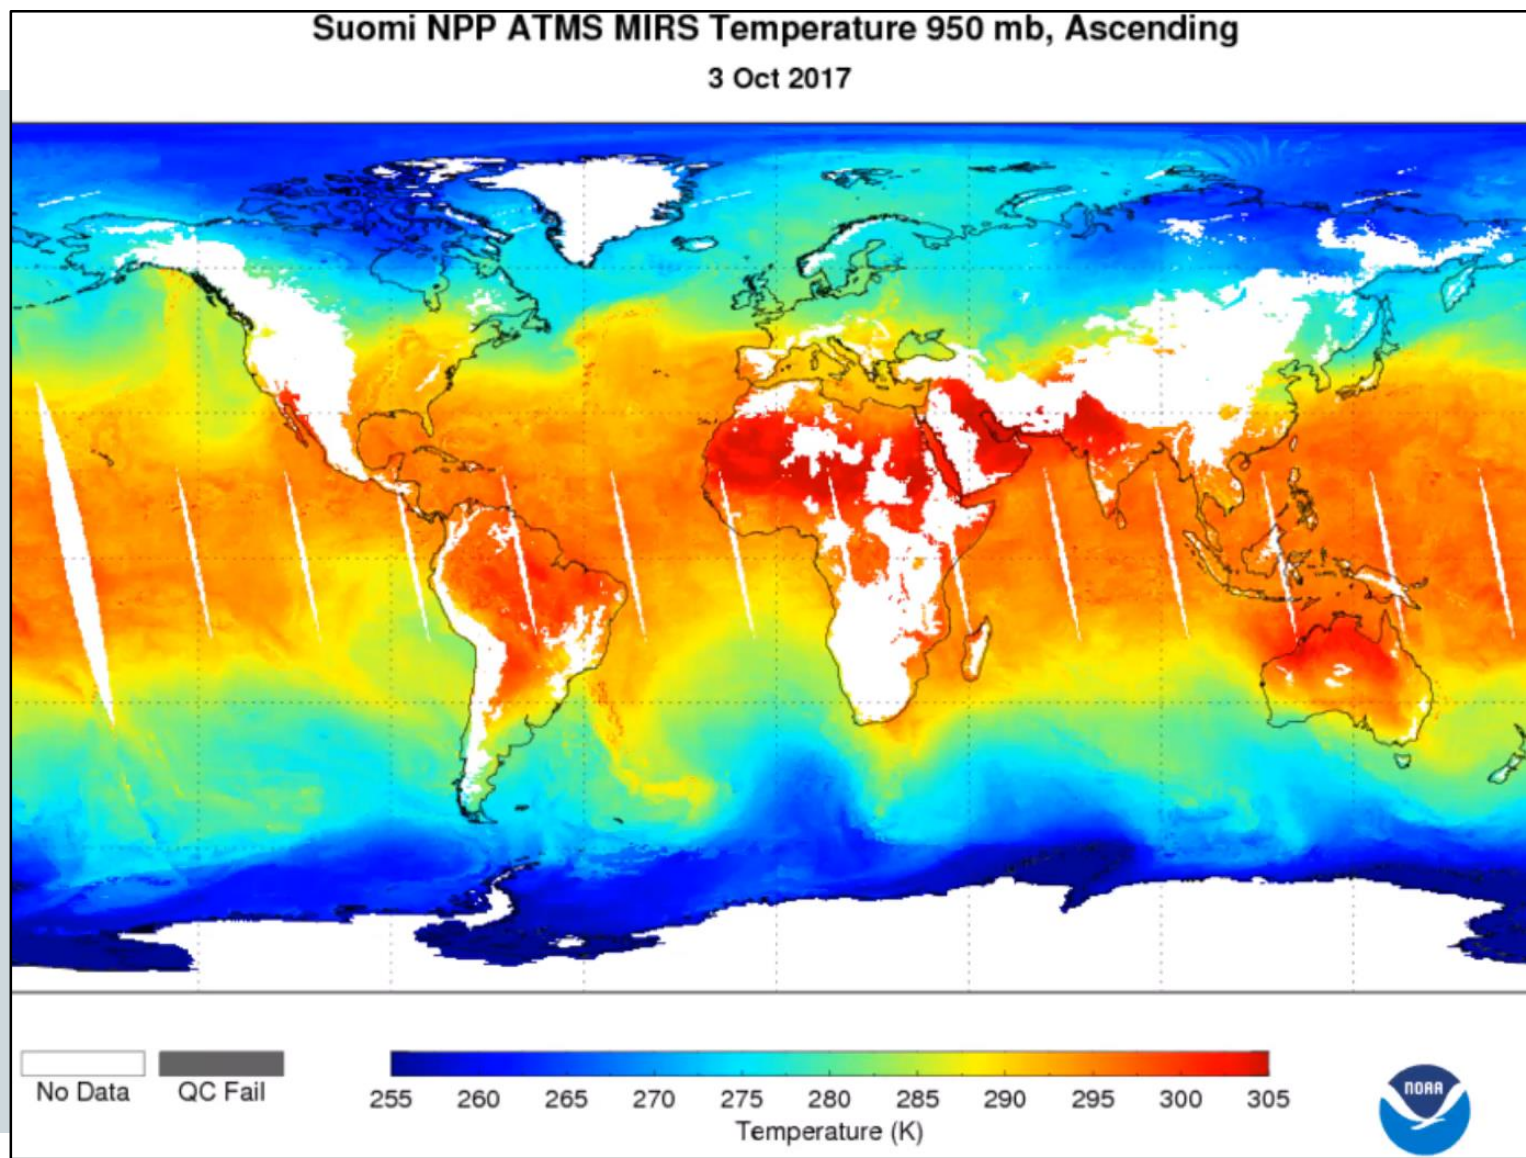 Suomi NPP ATMS MIRS Temperature 950 mb, Ascending
3 Oct 2017
No Data
QC Fail
255 260 265 270 275 280 285 290 295 300 305
Temperature (K)
NOAA